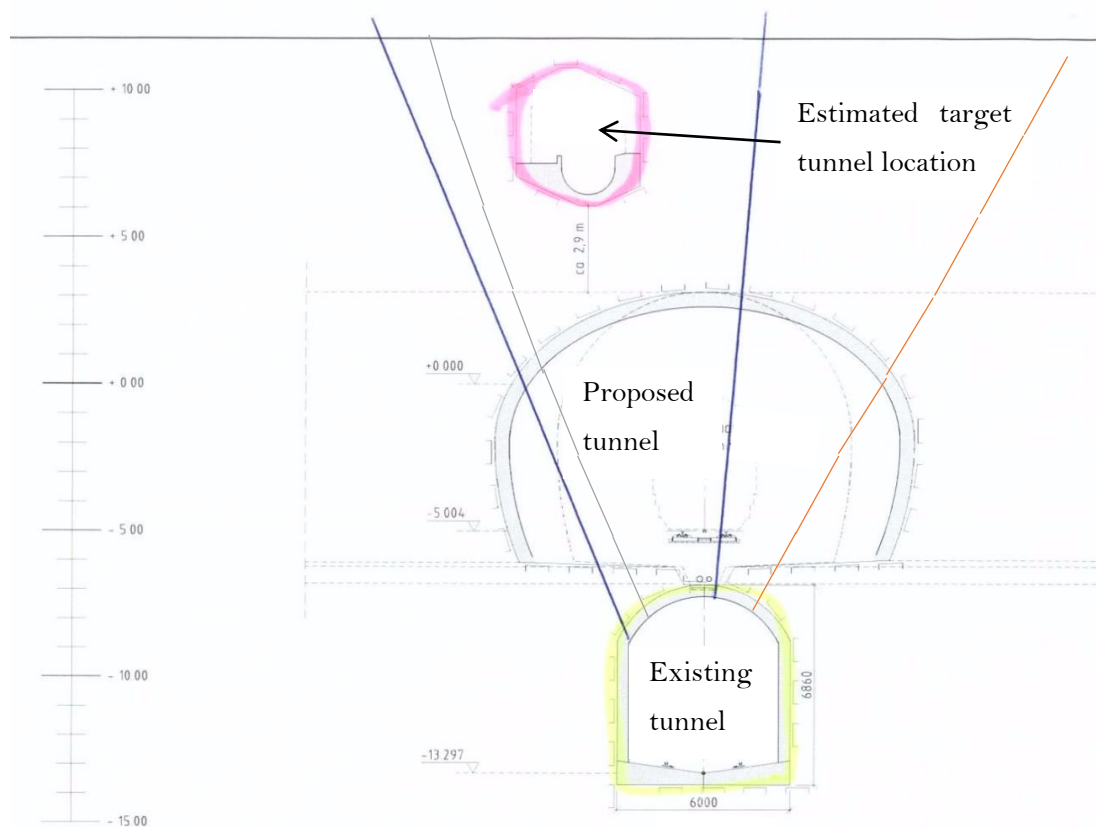 + 10 00
Estimated target
tunnel location
+ 5 00
ca 2,9 m
+0 000
+ 0 00
Proposed
tunnel
-5 004
- 5 00
- 10 00
Existing
tunnel
6860
-13.297
6000
- 15 00